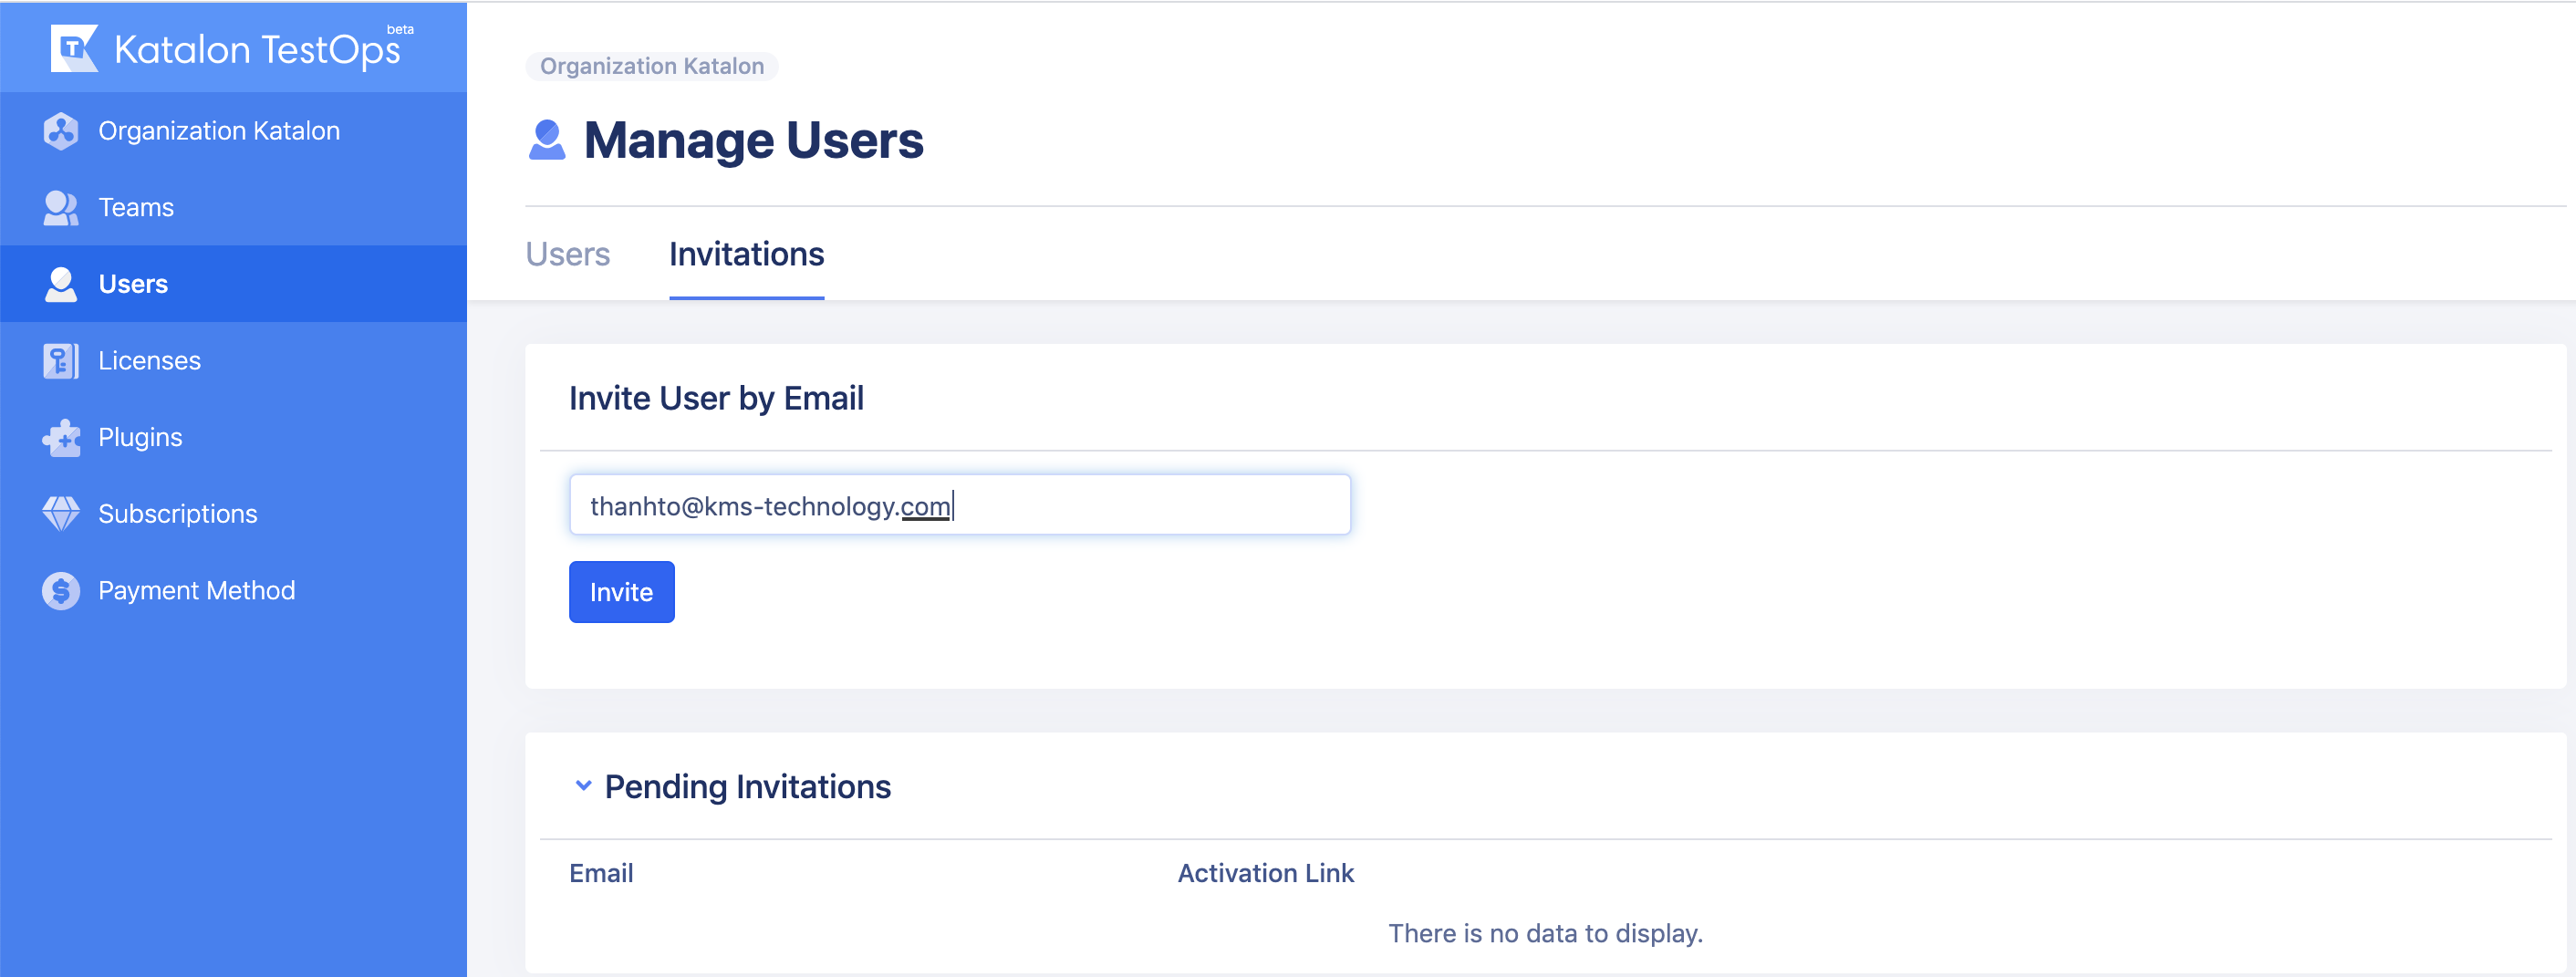 Katalon TestOps beta
Organization Katalon
Teams
Users
Licenses
Plugins
Subscriptions
Payment Method
Organization Katalon
Manage Users
Users Invitations
Invite User by Email
thanhto@kms-technology.com
Invite
Pending Invitations
Email Activation Link
There is no data to display.